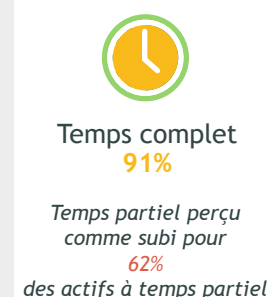 Temps complet
91%
Temps partiel perçu
comme subi pour
62%
des actifs à temps partiel